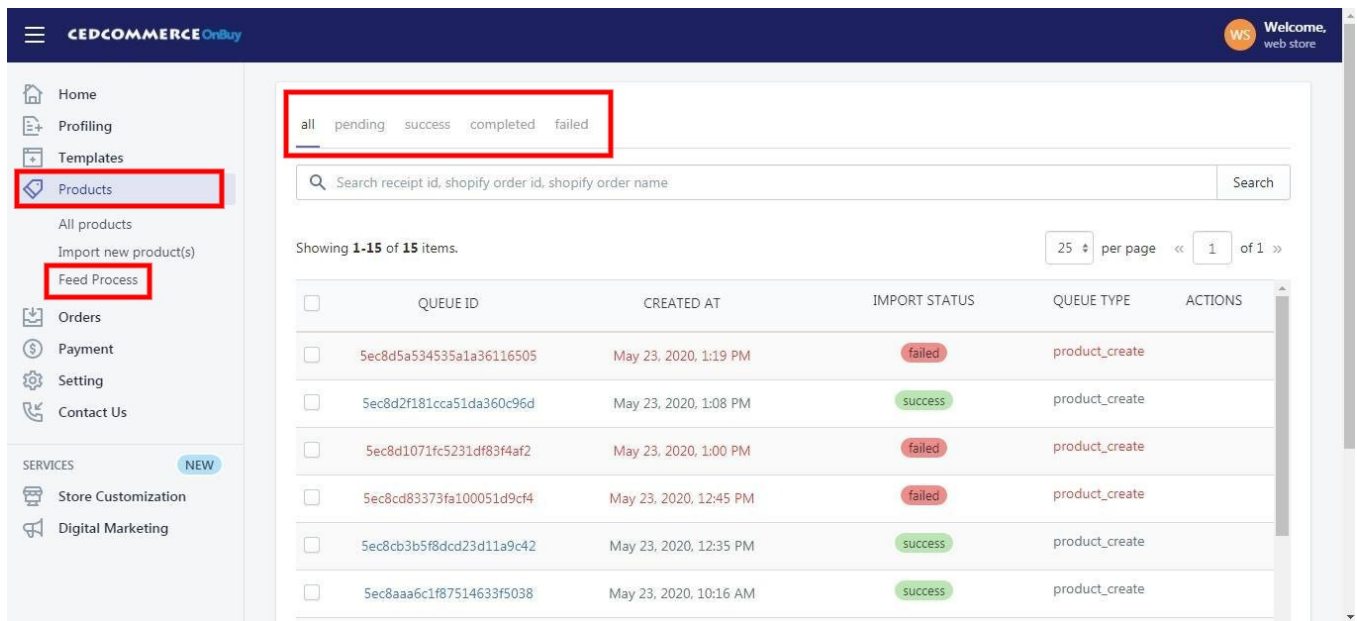 CEDCOMMERCE OnBuy
WS
Welcome,
web store
Home
Profiling
Templates
Products
All products
Import new product(s)
Feed Process
Orders
Payment
Setting
Contact Us
SERVICES NEW
Store Customization
Digital Marketing
all pending success completed failed
Search receipt id, shopify order id, shopify order name Search
Showing 1-15 of 15 items. 25 per page « 1 of 1 »
QUEUE ID CREATED AT IMPORT STATUS QUEUE TYPE ACTIONS
5ec8d5a534535a1a36116505 May 23, 2020, 1:19 PM failed product_create
5ec8d2f181cca51da360c96d May 23, 2020, 1:08 PM success product_create
5ec8d1071fc5231df83f4af2 May 23, 2020, 1:00 PM failed product_create
5ec8cd83373fa100051d9cf4 May 23, 2020, 12:45 PM failed product_create
5ec8cb3b5f8dcd23d11a9c42 May 23, 2020, 12:35 PM success product_create
5ec8aaa6c1f87514633f5038 May 23, 2020, 10:16 AM success product_create